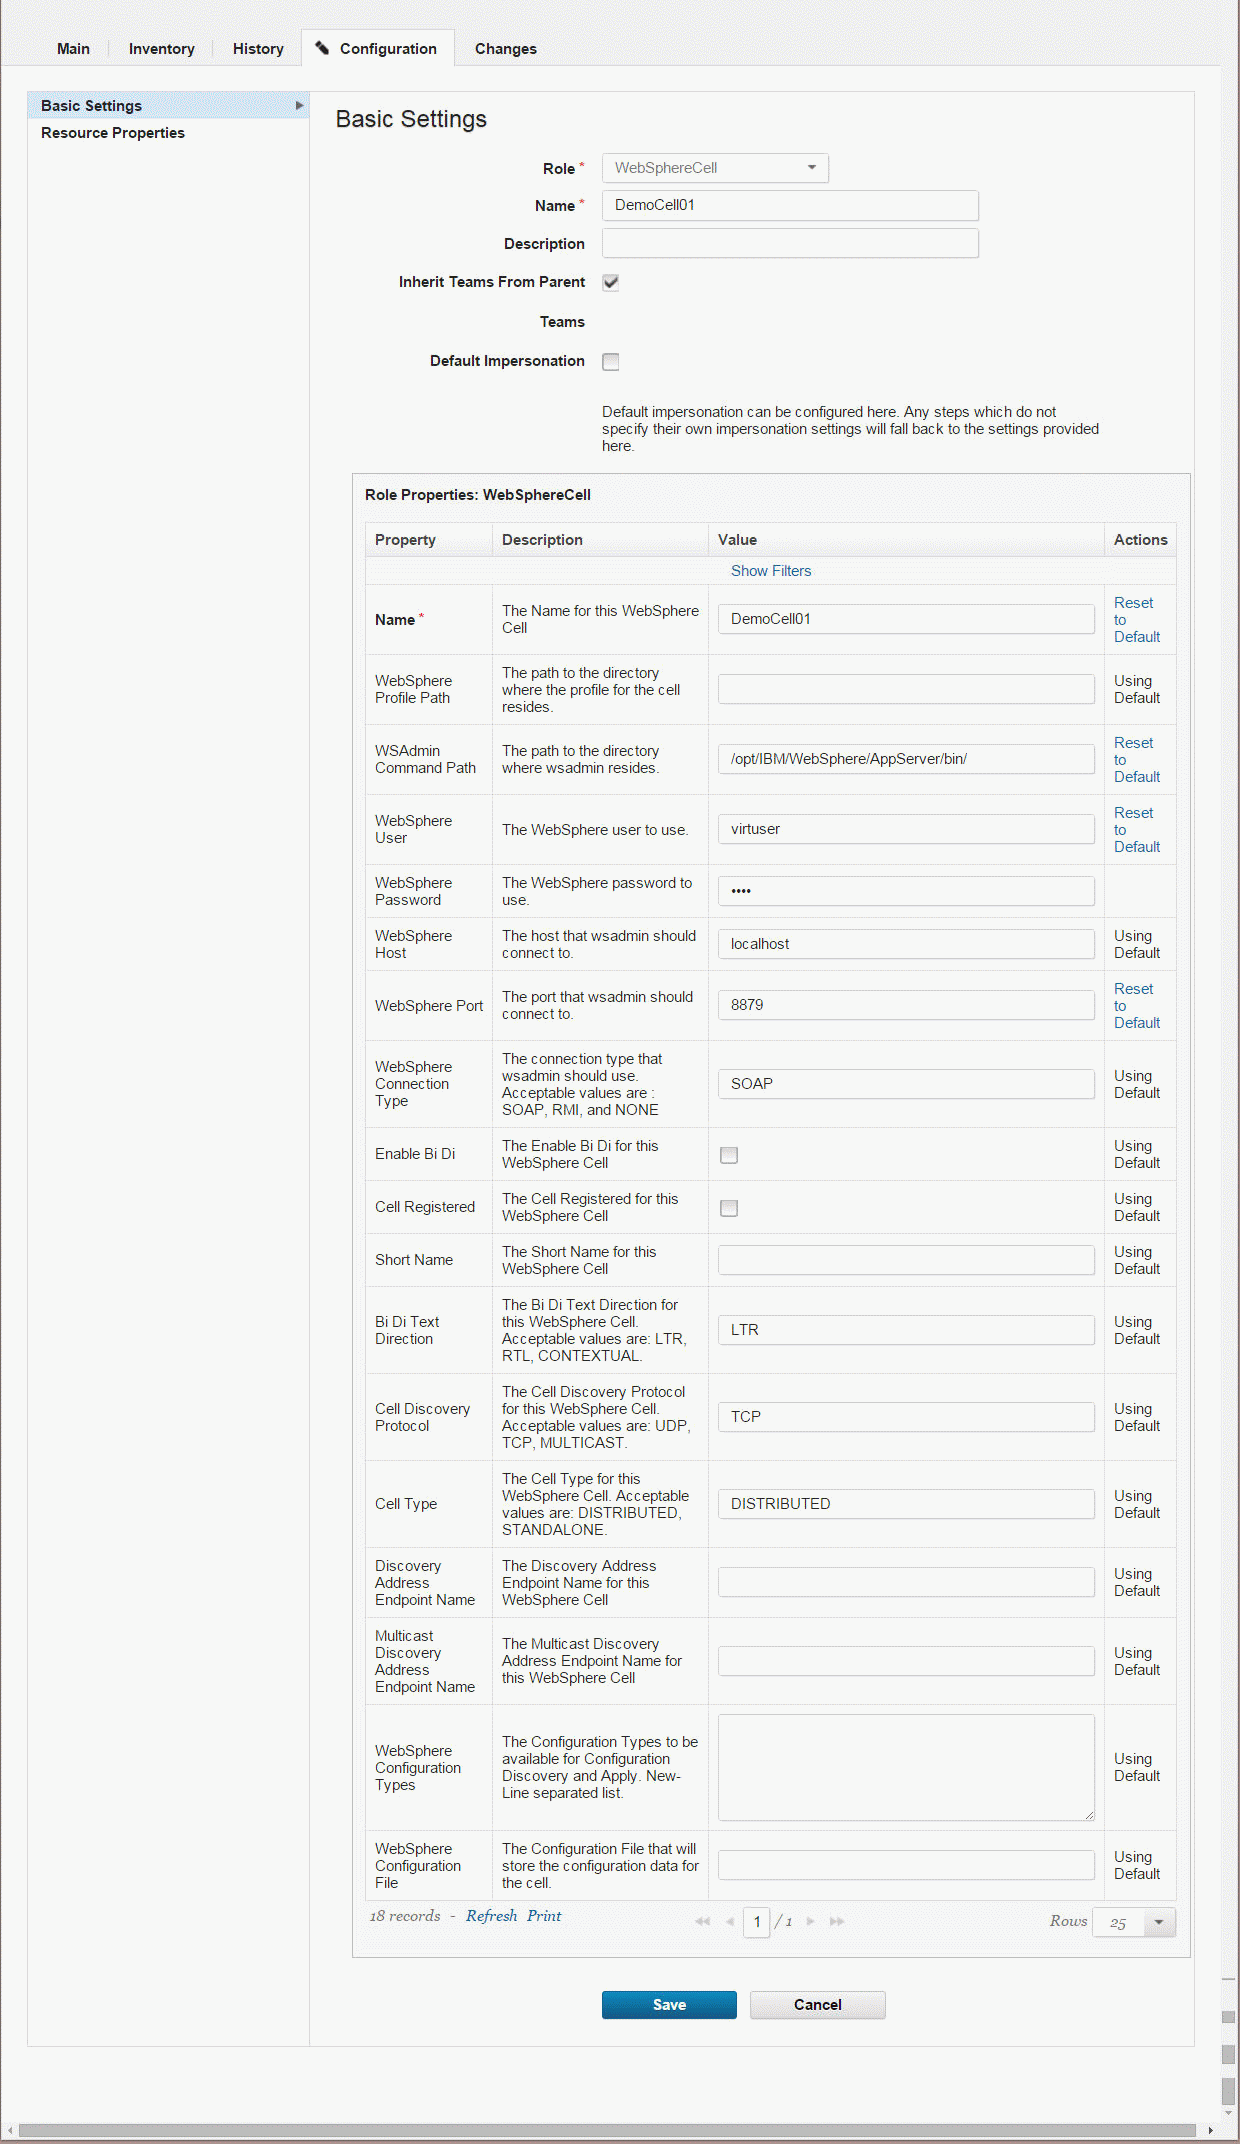 Main
Inventory
History
Configuration
Changes
Basic Settings
Resource Properties
Basic Settings
Role *
WebSphereCell
Name *
DemoCell01
Description
Inherit Teams From Parent
Teams
Default Impersonation
Default impersonation can be configured here. Any steps which do not
specify their own impersonation settings will fall back to the settings provided
here.
Role Properties: WebSphereCell
Property
Description
Value
Actions
Show Filters
Name *
The Name for this WebSphere
Cell
DemoCell01
Reset
to
Default
WebSphere
Profile Path
The path to the directory
where the profile for the cell
resides.
Using
Default
WSAdmin
Command Path
The path to the directory
where wsadmin resides.
/opt/IBM/WebSphere/AppServer/bin/
Reset
to
Default
WebSphere
User
The WebSphere user to use.
virtuser
Reset
to
Default
WebSphere
Password
The WebSphere password to
use.
••••
WebSphere
Host
The host that wsadmin should
connect to.
localhost
Using
Default
WebSphere Port
The port that wsadmin should
connect to.
8879
Reset
to
Default
WebSphere
Connection
Type
The connection type that
wsadmin should use.
Acceptable values are :
SOAP, RMI, and NONE
SOAP
Using
Default
Enable Bi Di
The Enable Bi Di for this
WebSphere Cell
Using
Default
Cell Registered
The Cell Registered for this
WebSphere Cell
Using
Default
Short Name
The Short Name for this
WebSphere Cell
Using
Default
Bi Di Text
Direction
The Bi Di Text Direction for
this WebSphere Cell.
Acceptable values are: LTR,
RTL, CONTEXTUAL.
LTR
Using
Default
Cell Discovery
Protocol
The Cell Discovery Protocol
for this WebSphere Cell.
Acceptable values are: UDP,
TCP, MULTICAST.
TCP
Using
Default
Cell Type
The Cell Type for this
WebSphere Cell. Acceptable
values are: DISTRIBUTED,
STANDALONE.
DISTRIBUTED
Using
Default
Discovery
Address
Endpoint Name
The Discovery Address
Endpoint Name for this
WebSphere Cell
Using
Default
Multicast
Discovery
Address
Endpoint Name
The Multicast Discovery
Address Endpoint Name for
this WebSphere Cell
Using
Default
WebSphere
Configuration
Types
The Configuration Types to be
available for Configuration
Discovery and Apply. New-
Line separated list.
Using
Default
WebSphere
Configuration
File
The Configuration File that will
store the configuration data for
the cell.
Using
Default
18 records - Refresh Print
1 / 1
Rows 25
Save
Cancel